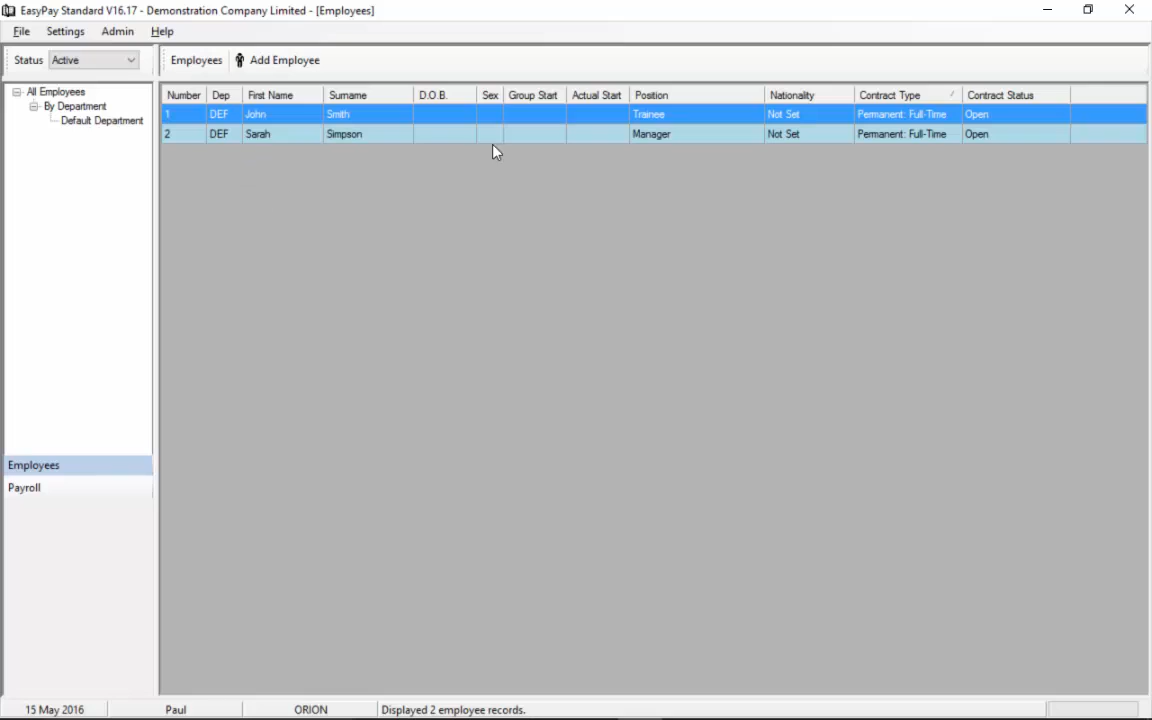 EasyPay Standard V16.17 - Demonstration Company Limited - [Employees]
File Settings Admin Help
Status Active Employees Add Employee
All Employees
By Department
Default Department
Number Dep First Name Surname D.O.B. Sex Group Start Actual Start Position Nationality Contract Type Contract Status
1 DEF John Smith Trainee Not Set Permanent: Full-Time Open
2 DEF Sarah Simpson Manager Not Set Permanent: Full-Time Open
Employees
Payroll
15 May 2016 Paul ORION Displayed 2 employee records.